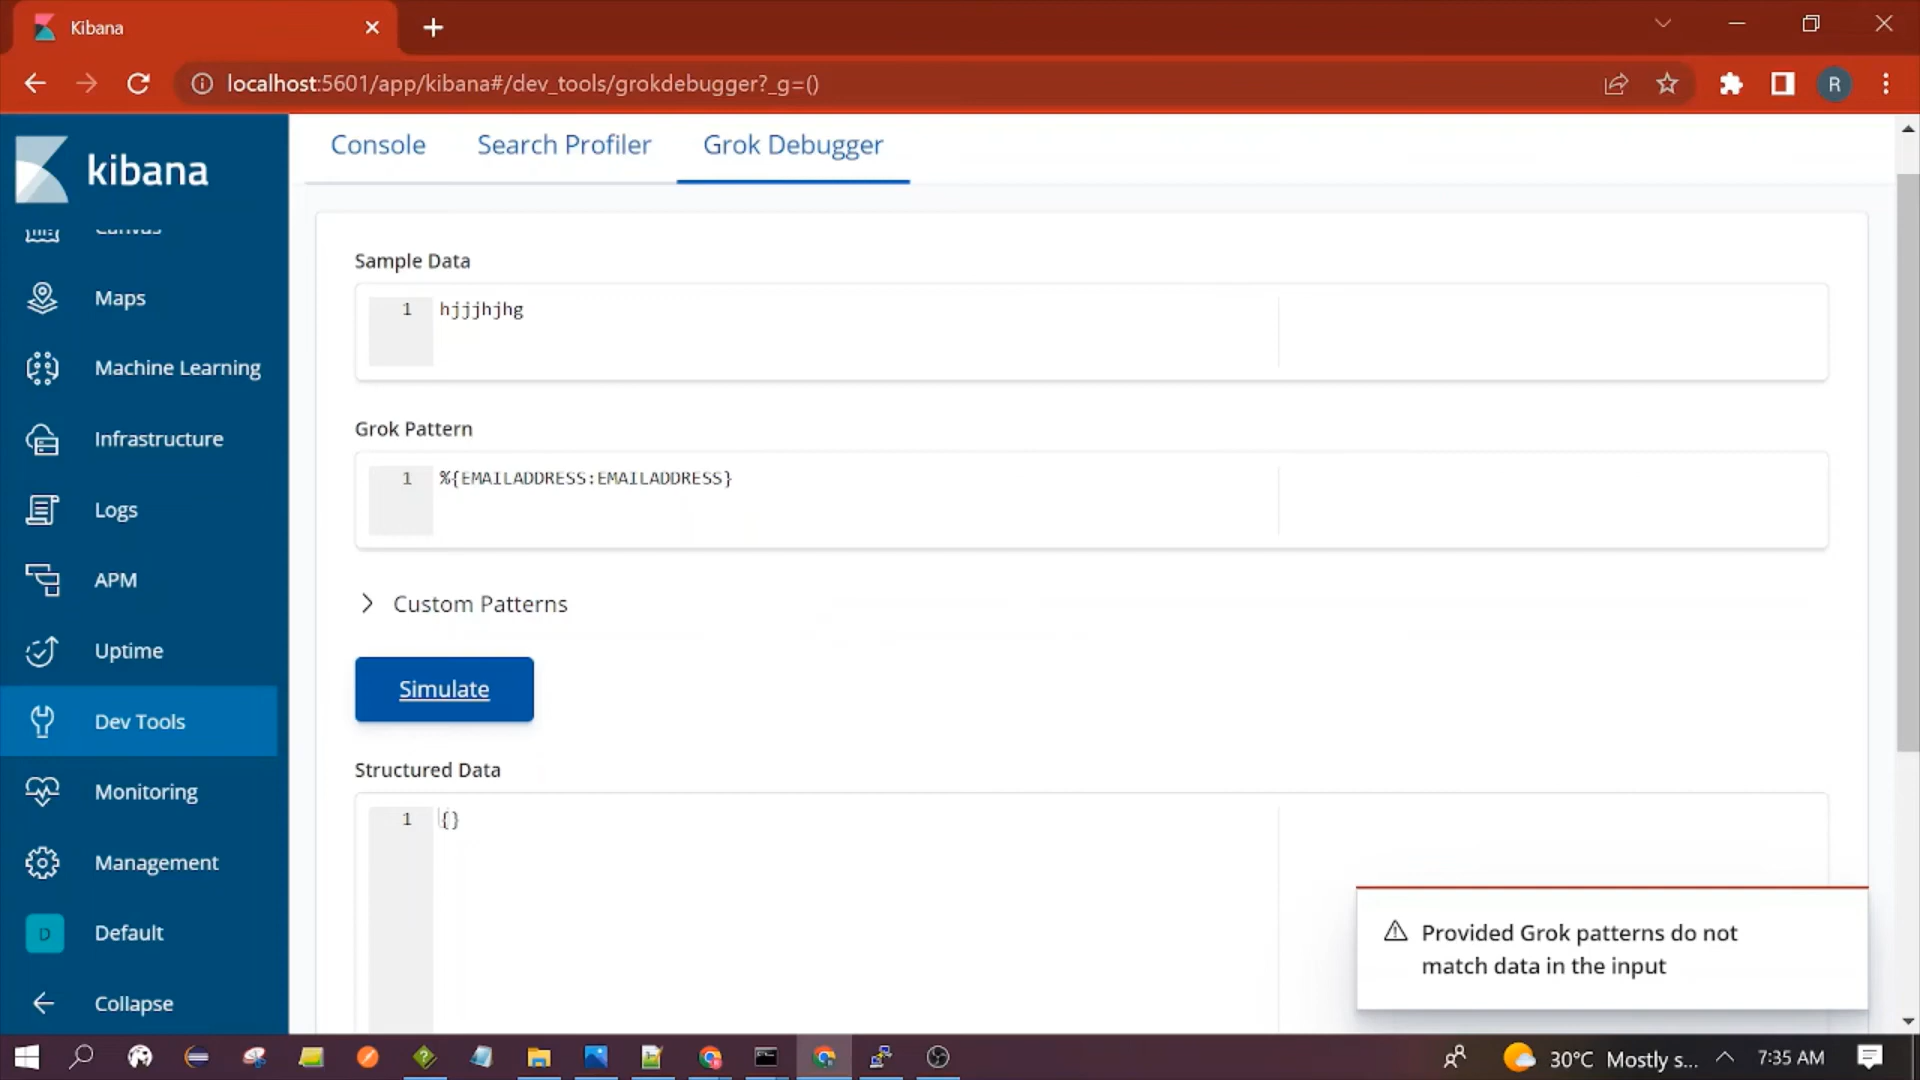 Kibana
localhost:5601/app/kibana#/dev_tools/grokdebugger?_g=()
R
kibana
Console
Search Profiler
Grok Debugger
Canvas
Maps
Machine Learning
Infrastructure
Logs
APM
Uptime
Dev Tools
Monitoring
Management
D
Default
Collapse
Sample Data
1 hjjjhjhg
Grok Pattern
1 %{EMAILADDRESS:EMAILADDRESS}
Custom Patterns
Simulate
Structured Data
1 {}
Provided Grok patterns do not
match data in the input
30°C Mostly s...
7:35 AM